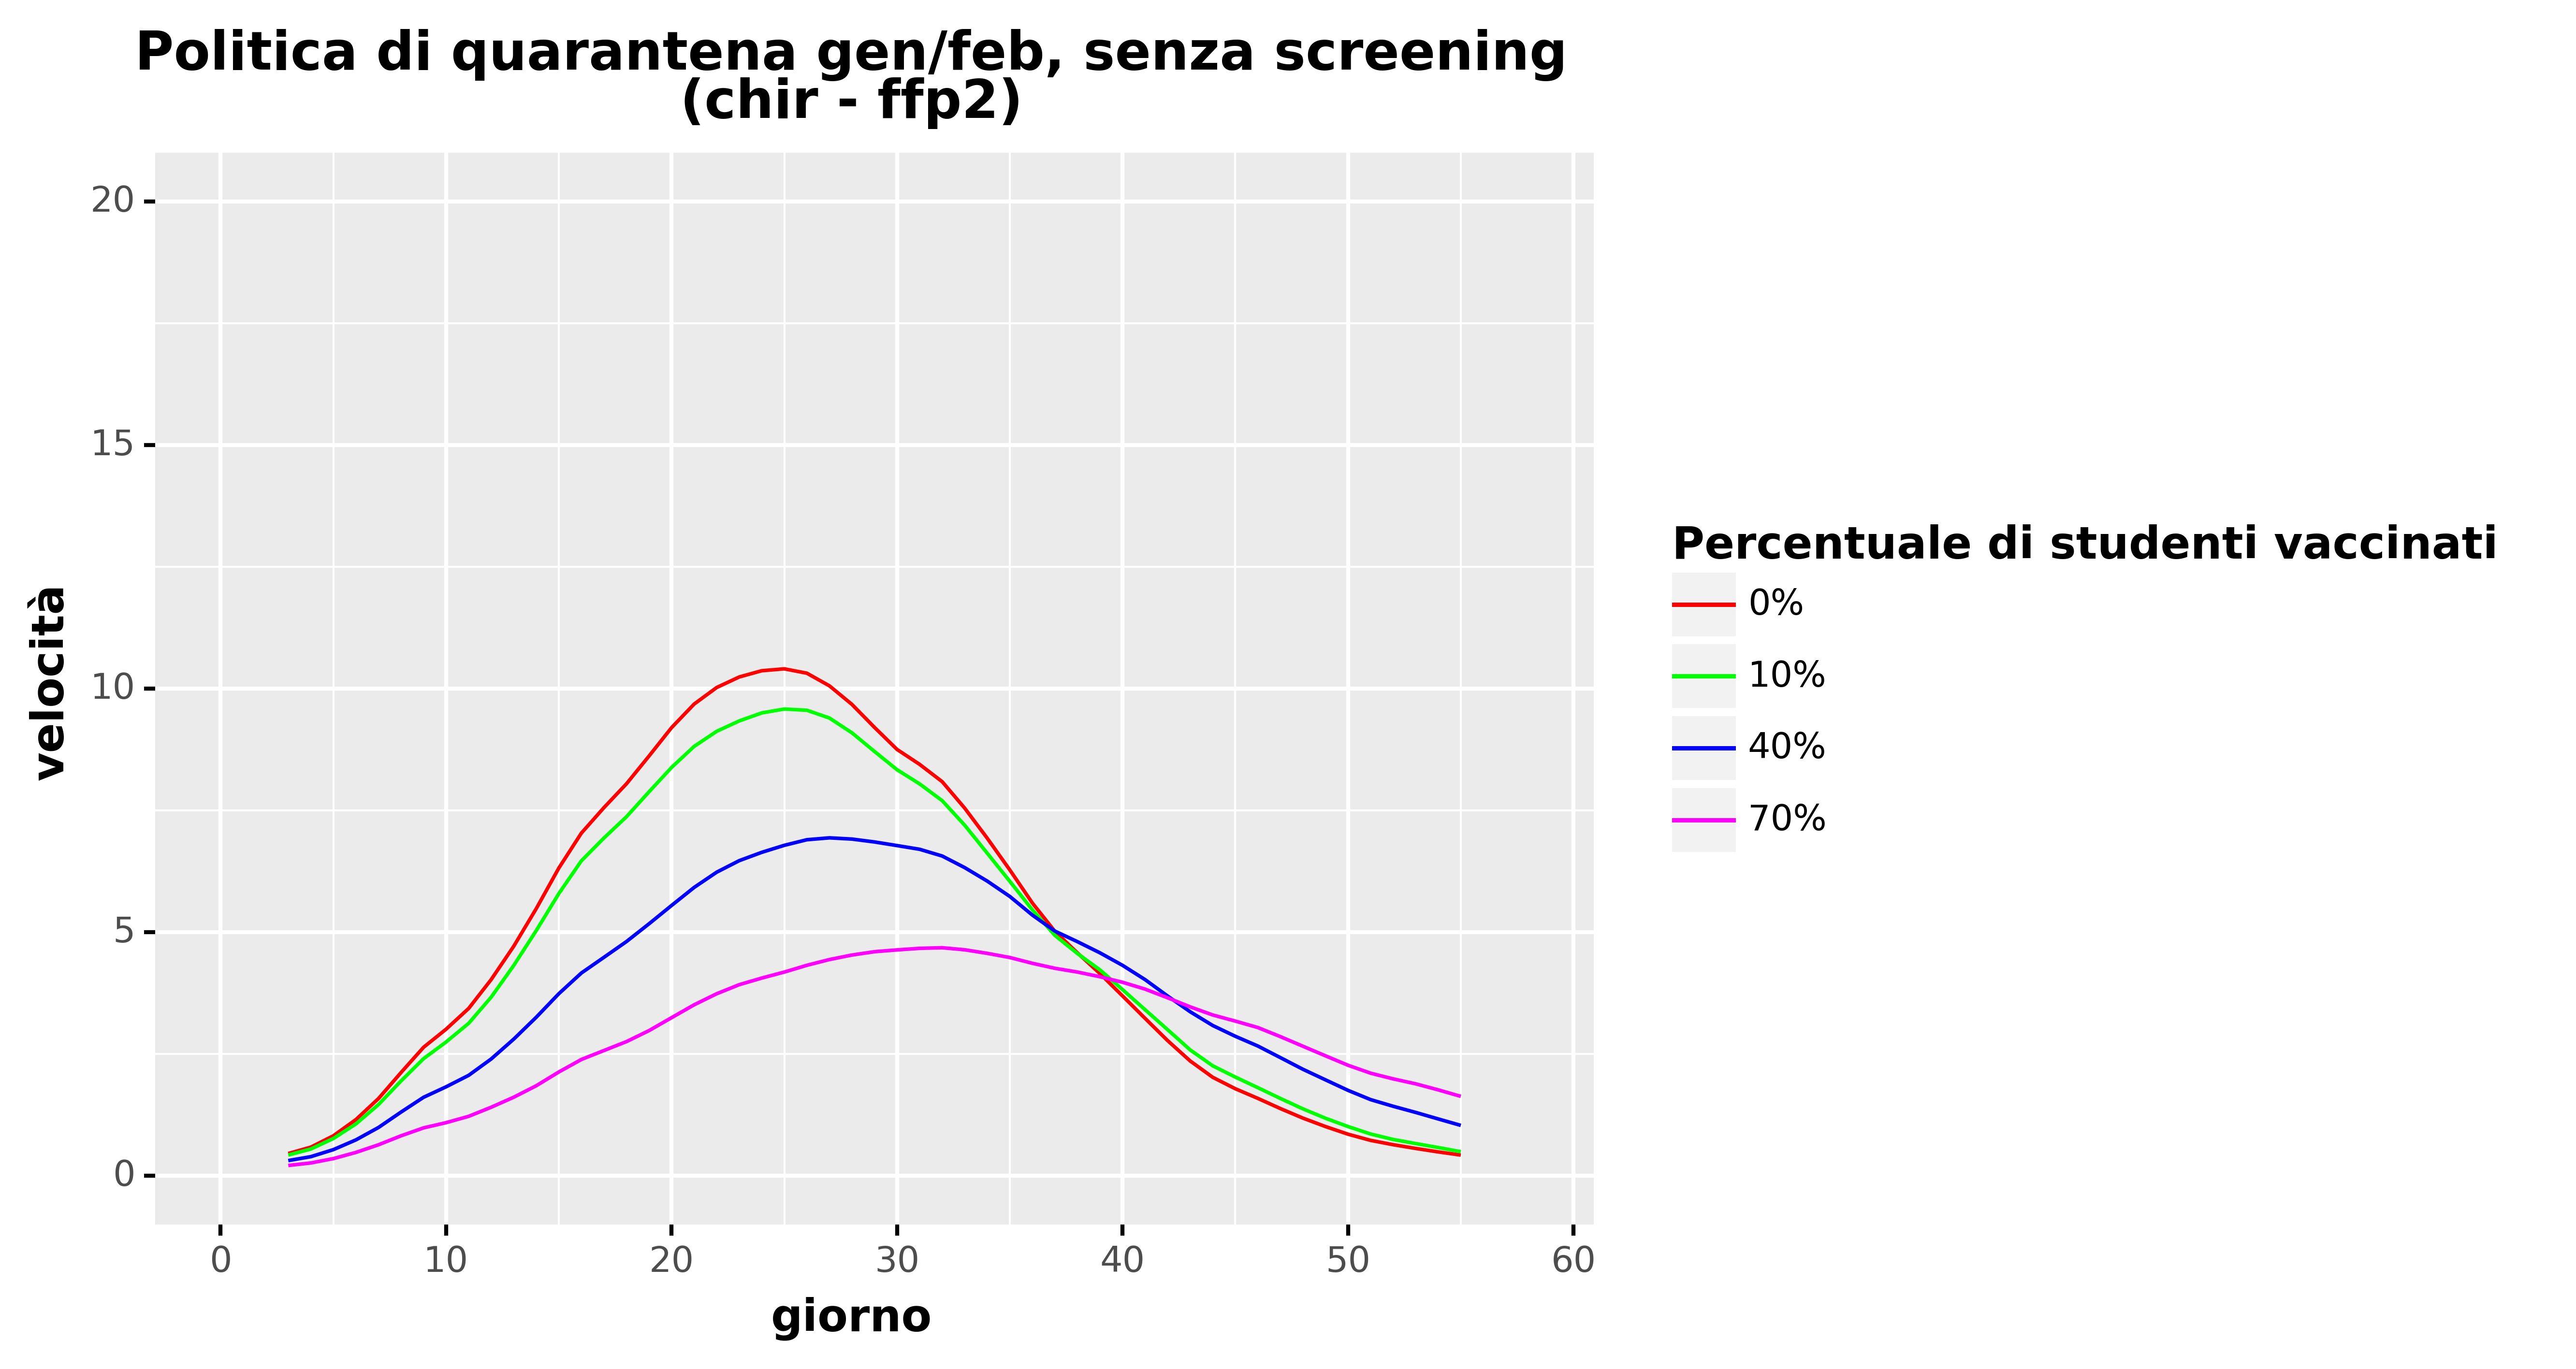 Politica di quarantena gen/feb, senza screening
(chir - ffp2)
20
15
10
5
0
velocità
0 10 20 30 40 50 60
giorno
Percentuale di studenti vaccinati
0%
10%
40%
70%